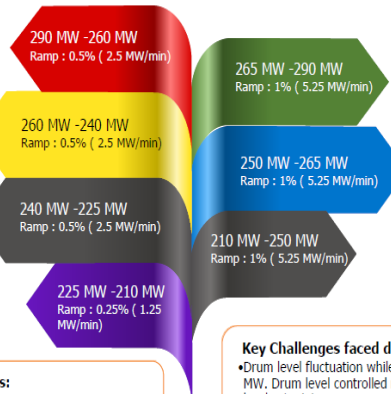 290 MW -260 MW
Ramp : 0.5% ( 2.5 MW/min)
260 MW -240 MW
Ramp : 0.5% ( 2.5 MW/min)
240 MW -225 MW
Ramp : 0.5% ( 2.5 MW/min)
225 MW -210 MW
Ramp : 0.25% ( 1.25
MW/min)
265 MW -290 MW
Ramp : 1% ( 5.25 MW/min)
250 MW -265 MW
Ramp : 1% ( 5.25 MW/min)
210 MW -250 MW
Ramp : 1% ( 5.25 MW/min)
s:
Key Challenges faced d
•Drum level fluctuation while
MW. Drum level controlled